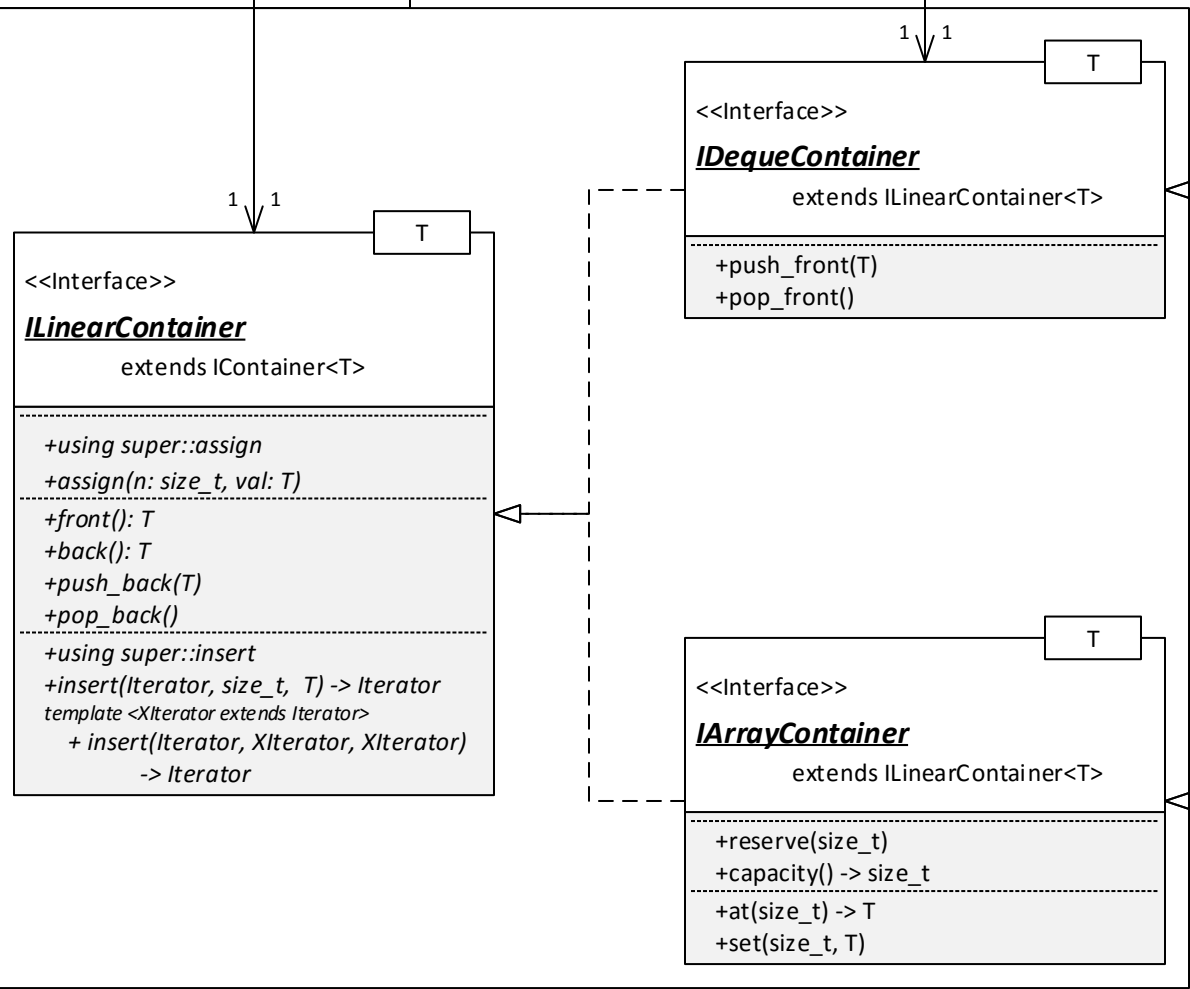 1 1
T
<<Interface>>
IDequeContainer
extends ILinearContainer<T>
+push_front(T)
+pop_front()
1 1
T
<<Interface>>
ILinearContainer
extends IContainer<T>
+using super::assign
+assign(n: size_t, val: T)
+front(): T
+back(): T
+push_back(T)
+pop_back()
+using super::insert
+insert(Iterator, size_t, T) -> Iterator
template <XIterator extends Iterator>
+ insert(Iterator, XIterator, XIterator)
-> Iterator
T
<<Interface>>
IArrayContainer
extends ILinearContainer<T>
+reserve(size_t)
+capacity() -> size_t
+at(size_t) -> T
+set(size_t, T)